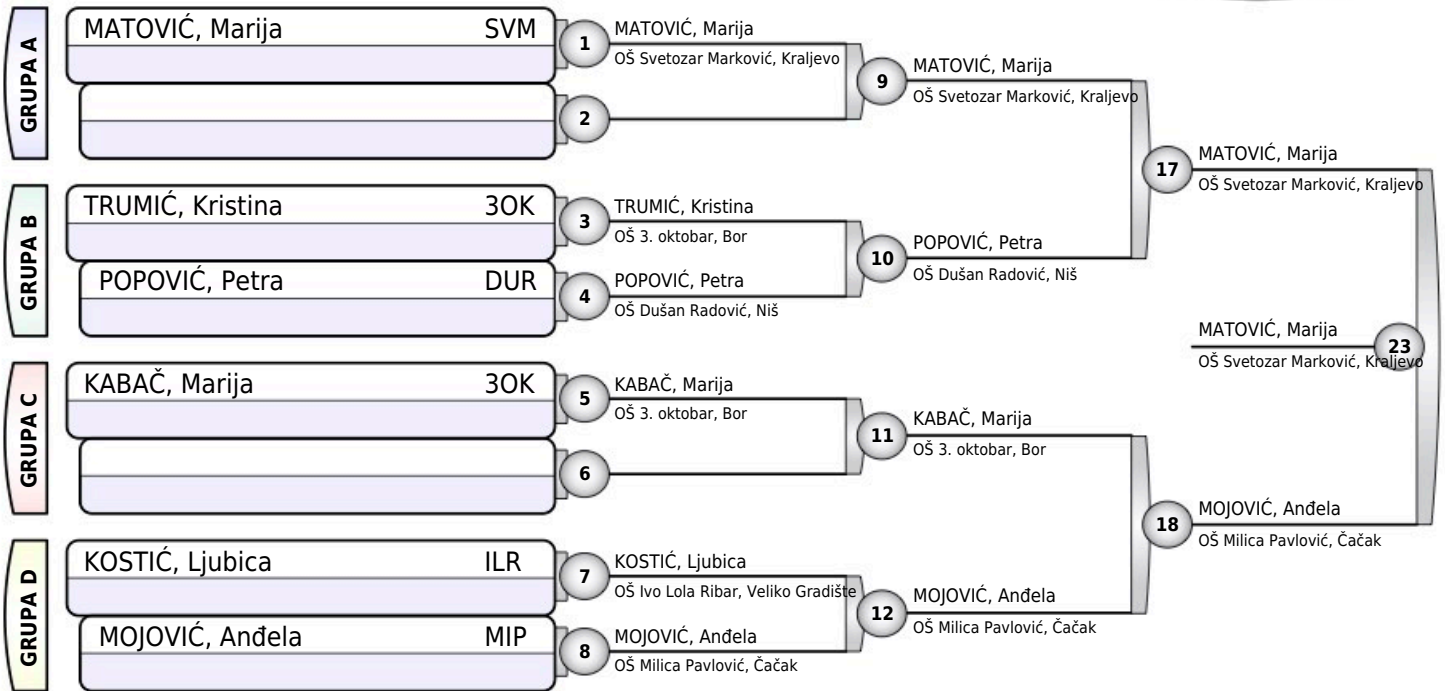 GRUPA A
MATOVIĆ, Marija SVM
1
MATOVIĆ, Marija
OŠ Svetozar Marković, Kraljevo
2
9
MATOVIĆ, Marija
OŠ Svetozar Marković, Kraljevo
GRUPA B
TRUMIĆ, Kristina 3OK
3
TRUMIĆ, Kristina
OŠ 3. oktobar, Bor
POPOVIĆ, Petra DUR
4
POPOVIĆ, Petra
OŠ Dušan Radović, Niš
10
POPOVIĆ, Petra
OŠ Dušan Radović, Niš
17
MATOVIĆ, Marija
OŠ Svetozar Marković, Kraljevo
GRUPA C
KABAČ, Marija 3OK
5
KABAČ, Marija
OŠ 3. oktobar, Bor
6
11
KABAČ, Marija
OŠ 3. oktobar, Bor
GRUPA D
KOSTIĆ, Ljubica ILR
7
KOSTIĆ, Ljubica
OŠ Ivo Lola Ribar, Veliko Gradište
MOJOVIĆ, Anđela MIP
8
MOJOVIĆ, Anđela
OŠ Milica Pavlović, Čačak
12
MOJOVIĆ, Anđela
OŠ Milica Pavlović, Čačak
18
MOJOVIĆ, Anđela
OŠ Milica Pavlović, Čačak
23
MATOVIĆ, Marija
OŠ Svetozar Marković, Kraljevo